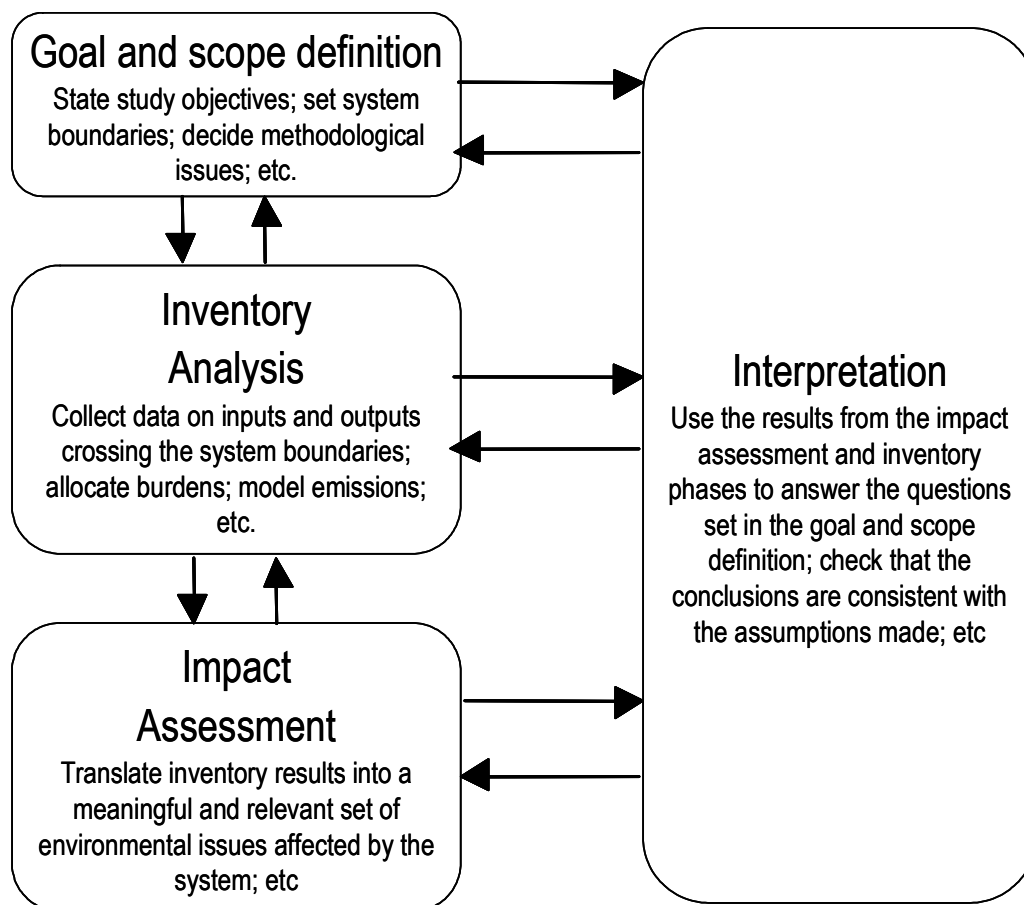 Goal and scope definition
State study objectives; set system
boundaries; decide methodological
issues; etc.
Inventory
Analysis
Collect data on inputs and outputs
crossing the system boundaries;
allocate burdens; model emissions;
etc.
Impact
Assessment
Translate inventory results into a
meaningful and relevant set of
environmental issues affected by the
system; etc
Interpretation
Use the results from the impact
assessment and inventory
phases to answer the questions
set in the goal and scope
definition; check that the
conclusions are consistent with
the assumptions made; etc